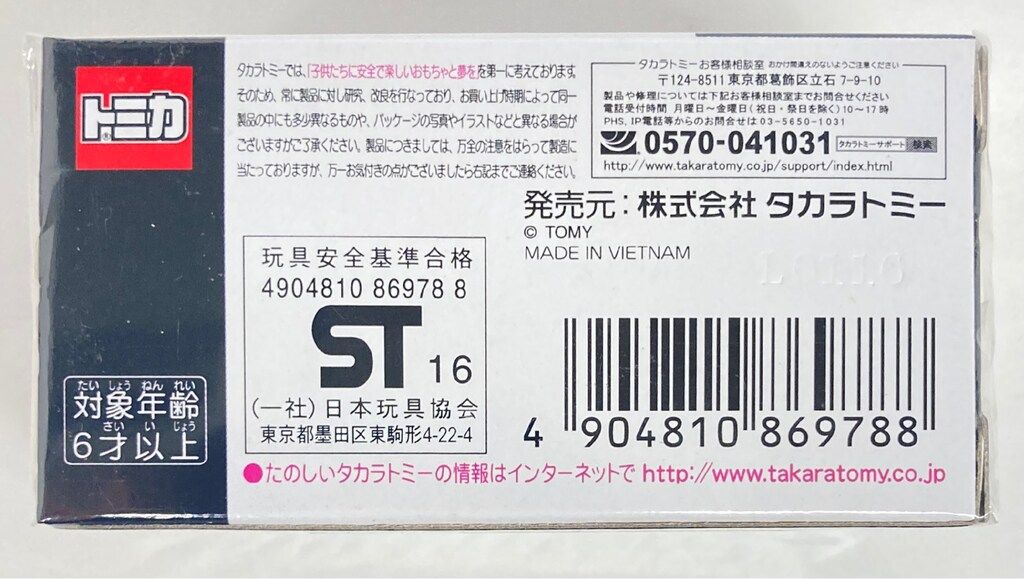 トミカ
タカラトミーでは、「子供たちに安全で楽しいおもちゃと夢を」を第一に考えております。
そのため、常に製品に対し研究、改良を行なっており、お買い上げ時期によって同一
製品の中にも多少異なるものや、パッケージの写真やイラストなどと異なる場合が
ございますがご了承ください。製品につきましては、万全の注意をはらって製造に
当たっておりますが、万一お気付きの点がございましたら右記までご連絡ください。
タカラトミーお客様相談室 おかけ間違えのないようご注意ください
〒124-8511 東京都葛飾区立石 7-9-10
製品や修理については下記お客様相談室までお問合せください
電話受付時間 月曜日〜金曜日(祝日・祭日を除く)10〜17時
PHS, IP電話等からのお問合せ 03-5650-1031
0570-041031 タカラトミーサポート 検索
http://www.takaratomy.co.jp/support/index.html
発売元:株式会社 タカラトミー
© TOMY
MADE IN VIETNAM
玩具安全基準合格
4904810 86978 8
ST 16
(一社)日本玩具協会
東京都墨田区東駒形4-22-4
たいしょうねんれい
対象年齢
さいいじょう
6才以上
4 904810 869788
●たのしいタカラトミーの情報はインターネットで http://www.takaratomy.co.jp